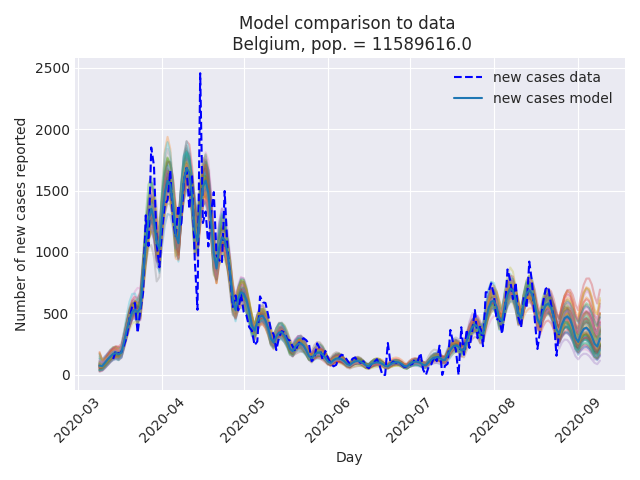 Model comparison to data
Belgium, pop. = 11589616.0
new cases data
new cases model
Number of new cases reported
2500
2000
1500
1000
500
0
2020-03
2020-04
2020-05
2020-06
2020-07
2020-08
2020-09
Day